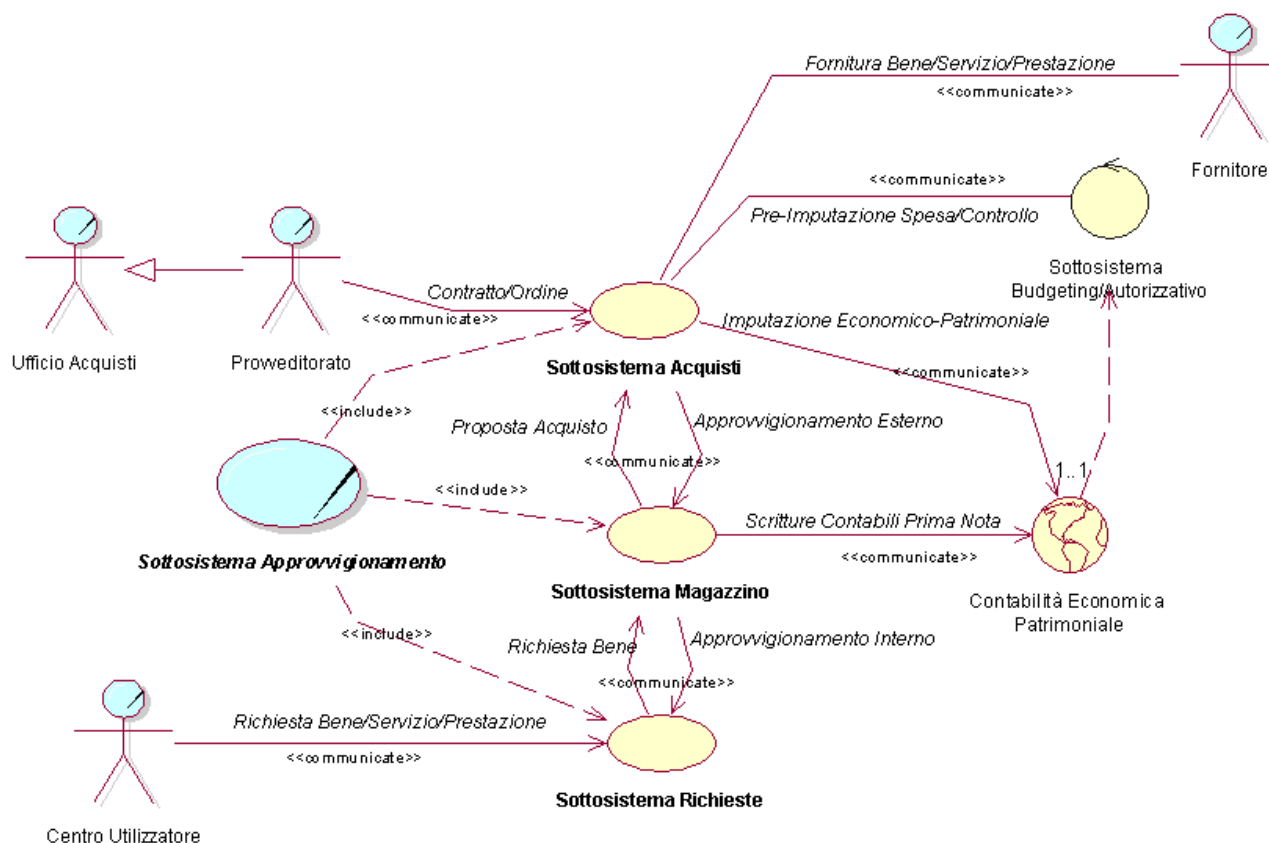 Fornitura Bene/Servizio/Prestazione
<<communicate>>
Fornitore
<<communicate>>
Pre-Imputazione Spesa/Controllo
Sottosistema
Budgeting/Autorizzativo
Ufficio Acquisti
Provveditorato
Contratto/Ordine
<<communicate>>
Imputazione Economico-Patrimoniale
<<communicate>>
Sottosistema Acquisti
<<include>>
Proposta Acquisto
Approvvigionamento Esterno
<<communicate>>
1..1
<<include>>
Sottosistema Approvvigionamento
Scritture Contabili Prima Nota
<<communicate>>
Sottosistema Magazzino
Contabilità Economica
Patrimoniale
<<include>>
Richiesta Bene
Approvvigionamento Interno
<<communicate>>
Richiesta Bene/Servizio/Prestazione
<<communicate>>
Sottosistema Richieste
Centro Utilizzatore